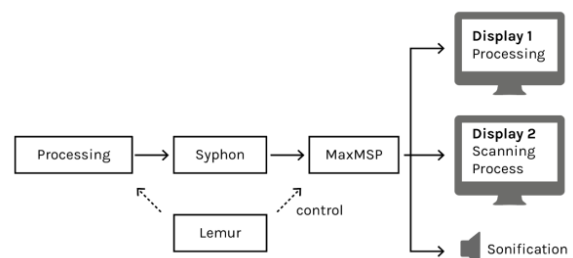 Display 1
Processing
Processing
Syphon
MaxMSP
Display 2
Scanning
Process
control
Lemur
Sonification